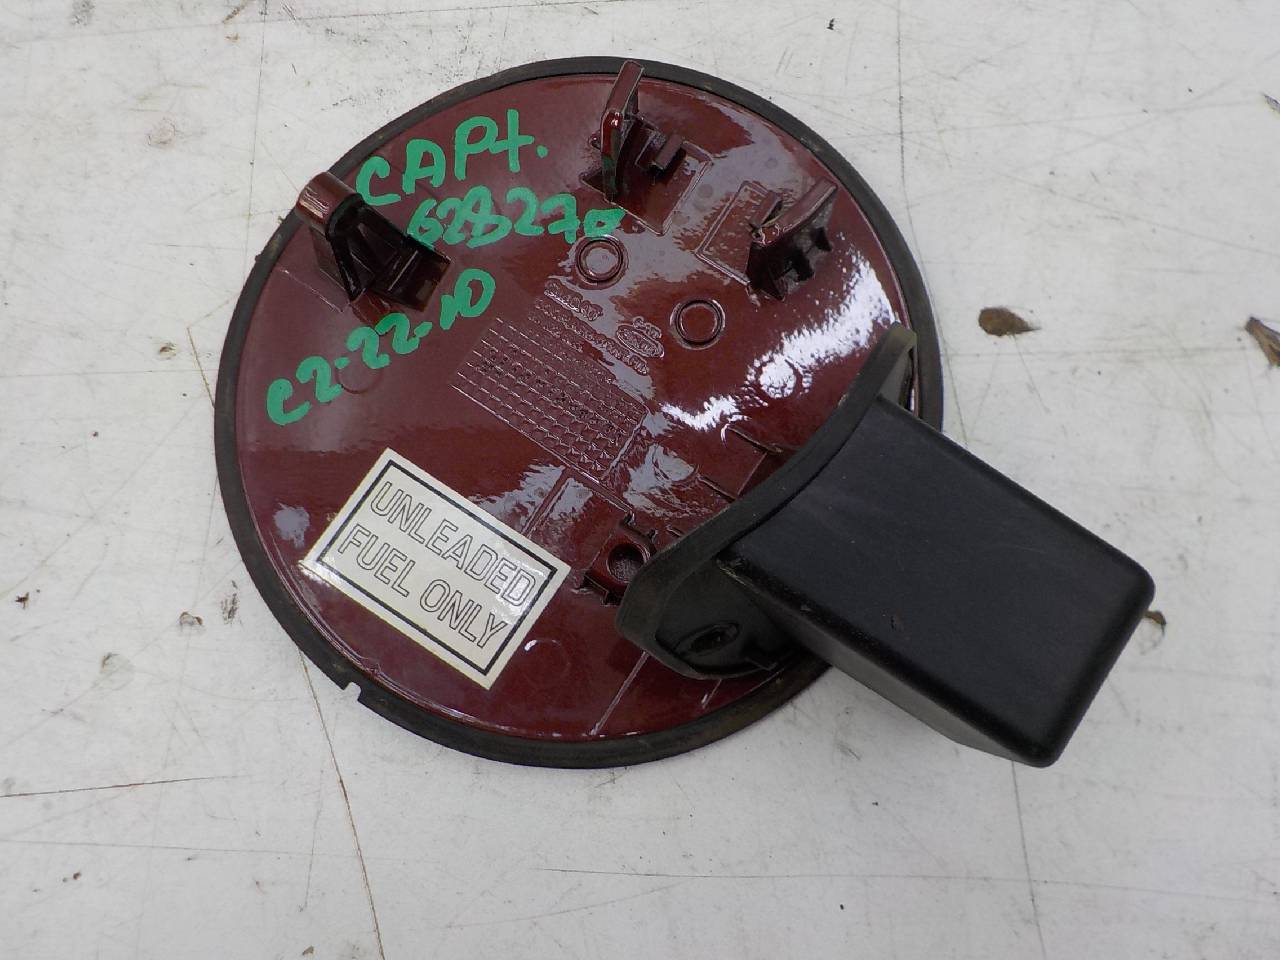 CAPt.
628270
C2-22-10
UNLEADED
FUEL ONLY